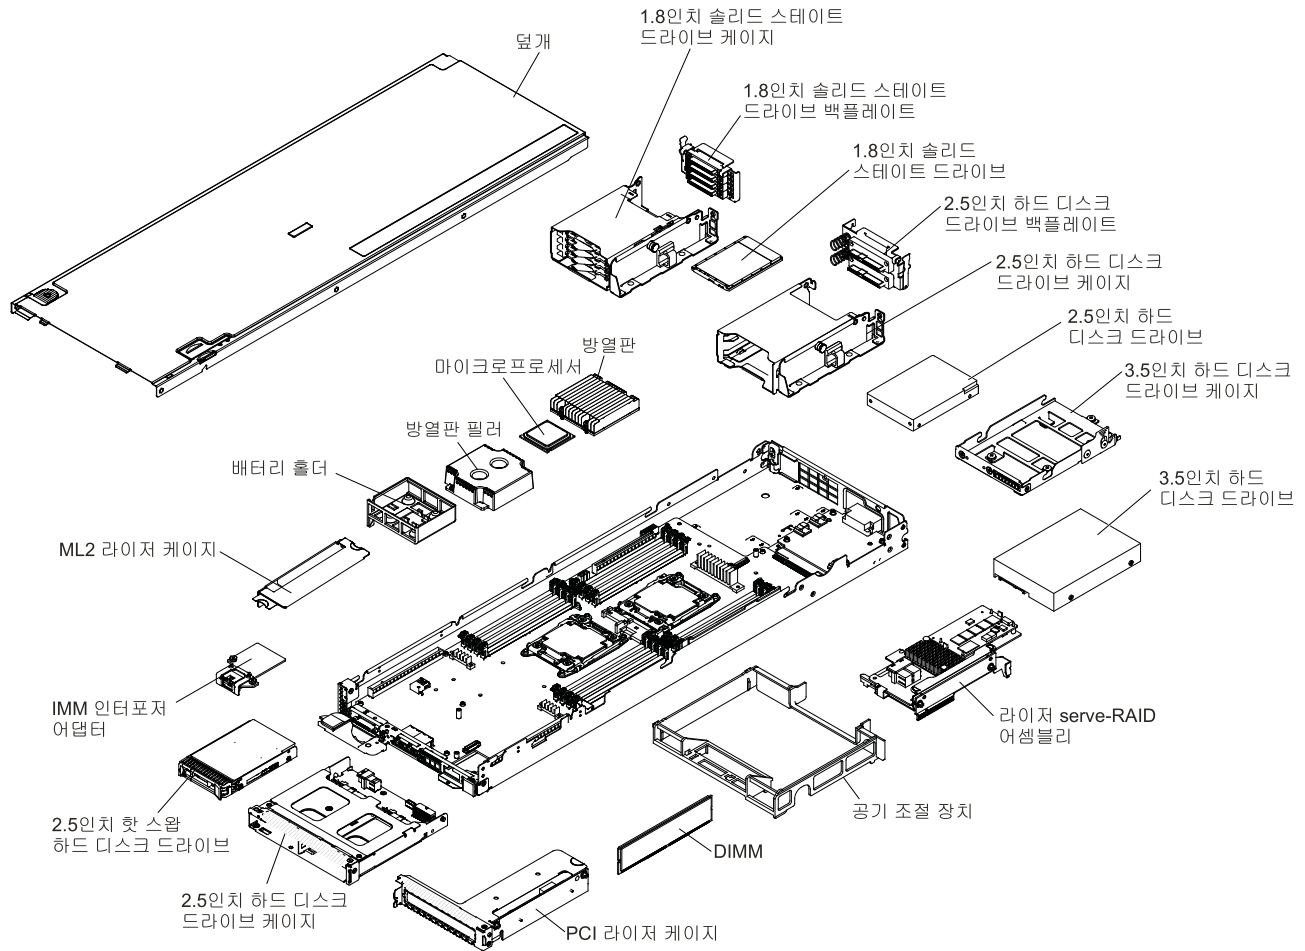 1.8인치 솔리드 스테이트
드라이브 케이지
덮개
1.8인치 솔리드 스테이트
드라이브 백플레이트
1.8인치 솔리드
스테이트 드라이브
2.5인치 하드 디스크
드라이브 백플레이트
2.5인치 하드 디스크
드라이브 케이지
2.5인치 하드
디스크 드라이브
방열판
마이크로프로세서
3.5인치 하드 디스크
드라이브 케이지
방열판 필러
배터리 홀더
3.5인치 하드
디스크 드라이브
ML2 라이저 케이지
IMM 인터포저
어댑터
라이저 serve-RAID
어셈블리
공기 조절 장치
2.5인치 핫 스왑
하드 디스크 드라이브
DIMM
2.5인치 하드 디스크
드라이브 케이지
PCI 라이저 케이지